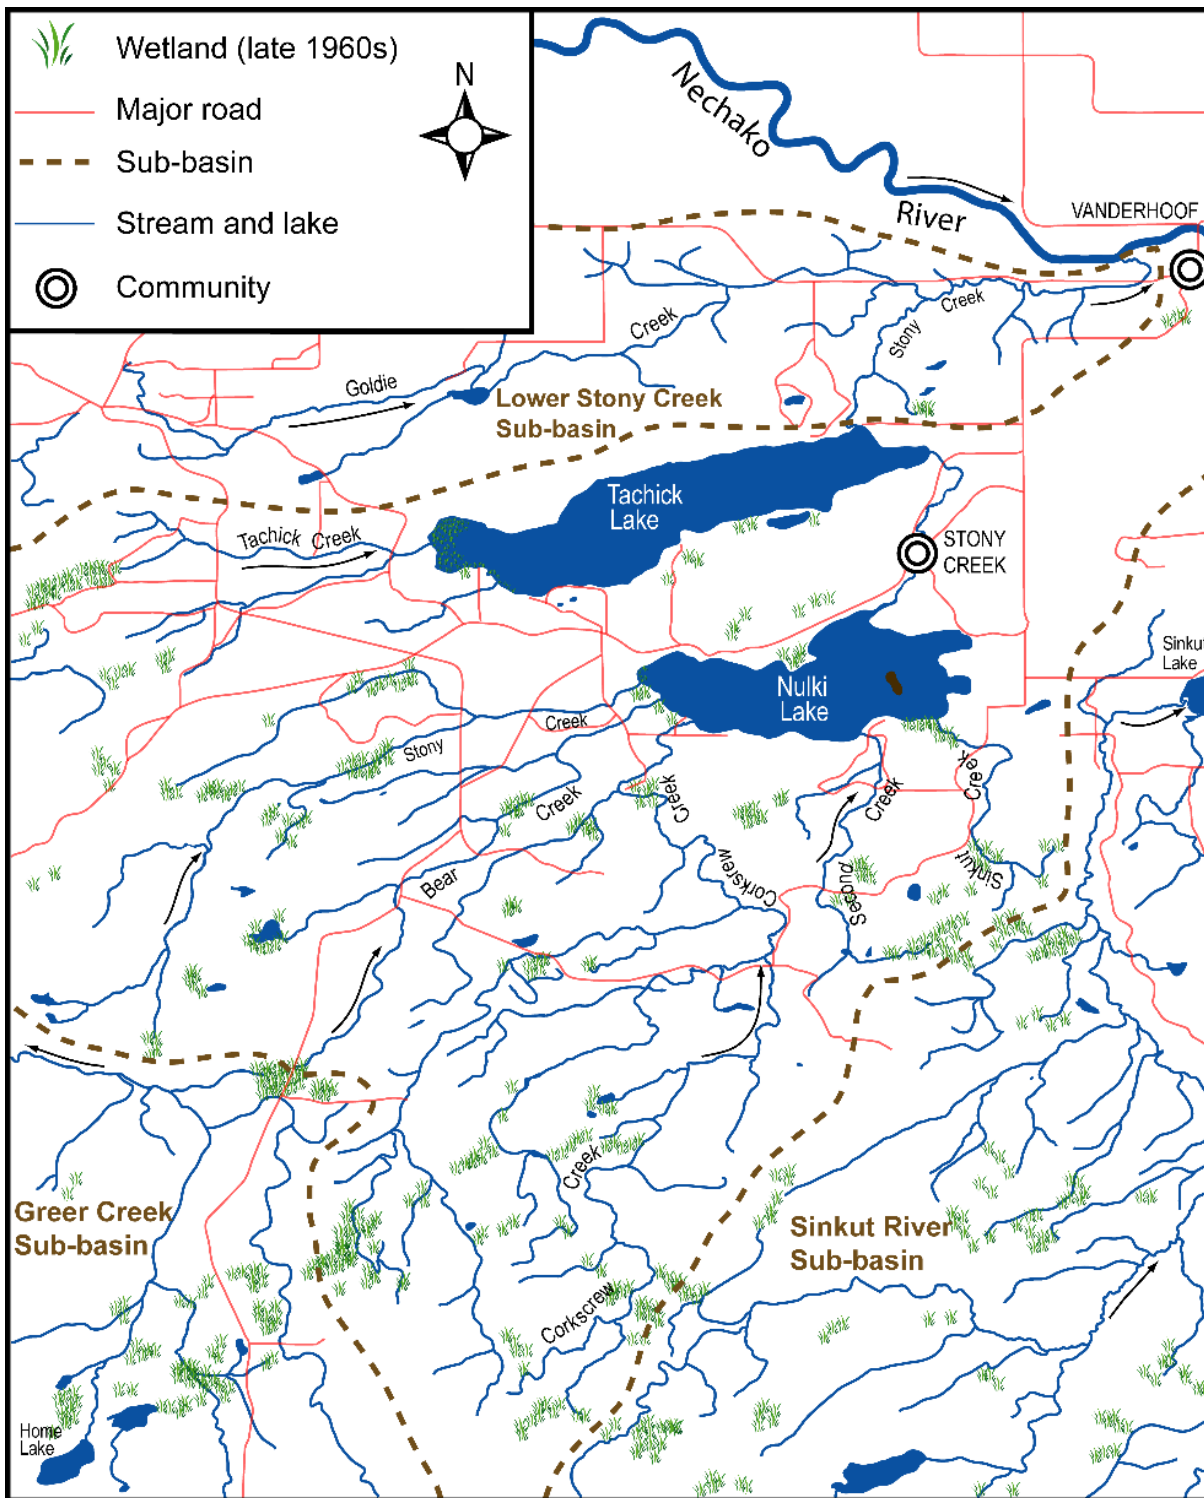 Wetland (late 1960s)
Major road
Sub-basin
Stream and lake
Community
N
Nechako
River
VANDERHOOF
Creek
Stony
Creek
Goldie
Lower Stony Creek
Sub-basin
Tachick
Lake
Tachick Creek
STONY
CREEK
Sinkut
Lake
Nulki
Lake
Creek
Stony
Creek
Creek
Creek
Creek
Bear
Corksrew
Second
Sinkut
Creek
Greer Creek
Sub-basin
Sinkut River
Sub-basin
Corkscrew
Home
Lake